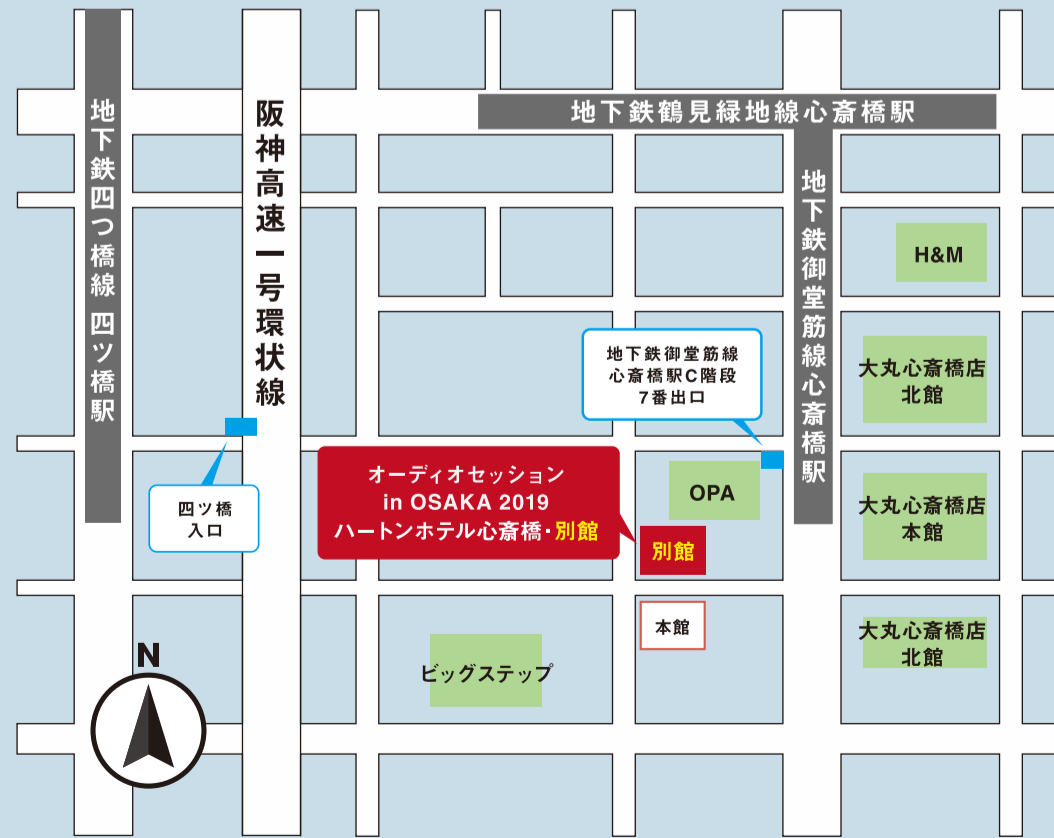 地下鉄四つ橋線 四ツ橋駅
阪神高速一号環状線
地下鉄鶴見緑地線心斎橋駅
地下鉄御堂筋線心斎橋駅
H&M
地下鉄御堂筋線
心斎橋駅C階段
7番出口
大丸心斎橋店
北館
四ツ橋
入口
オーディオセッション
in OSAKA 2019
ハートンホテル心斎橋・別館
OPA
大丸心斎橋店
本館
別館
本館
大丸心斎橋店
北館
ビッグステップ
N